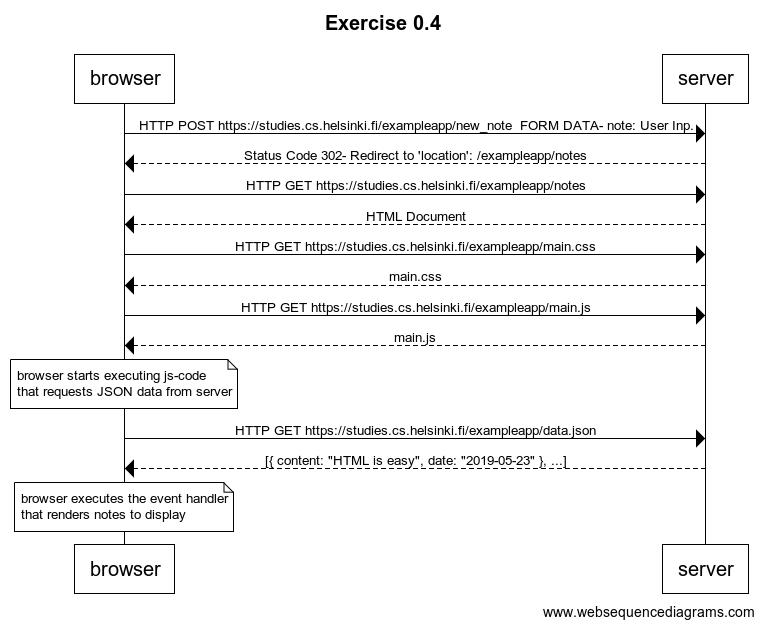 Exercise 0.4
browser
server
HTTP POST https://studies.cs.helsinki.fi/exampleapp/new_note  FORM DATA- note: User Inp.
Status Code 302- Redirect to 'location': /exampleapp/notes
HTTP GET https://studies.cs.helsinki.fi/exampleapp/notes
HTML Document
HTTP GET https://studies.cs.helsinki.fi/exampleapp/main.css
main.css
HTTP GET https://studies.cs.helsinki.fi/exampleapp/main.js
main.js
browser starts executing js-code
that requests JSON data from server
HTTP GET https://studies.cs.helsinki.fi/exampleapp/data.json
[{ content: "HTML is easy", date: "2019-05-23" }, ...]
browser executes the event handler
that renders notes to display
browser
server
www.websequencediagrams.com